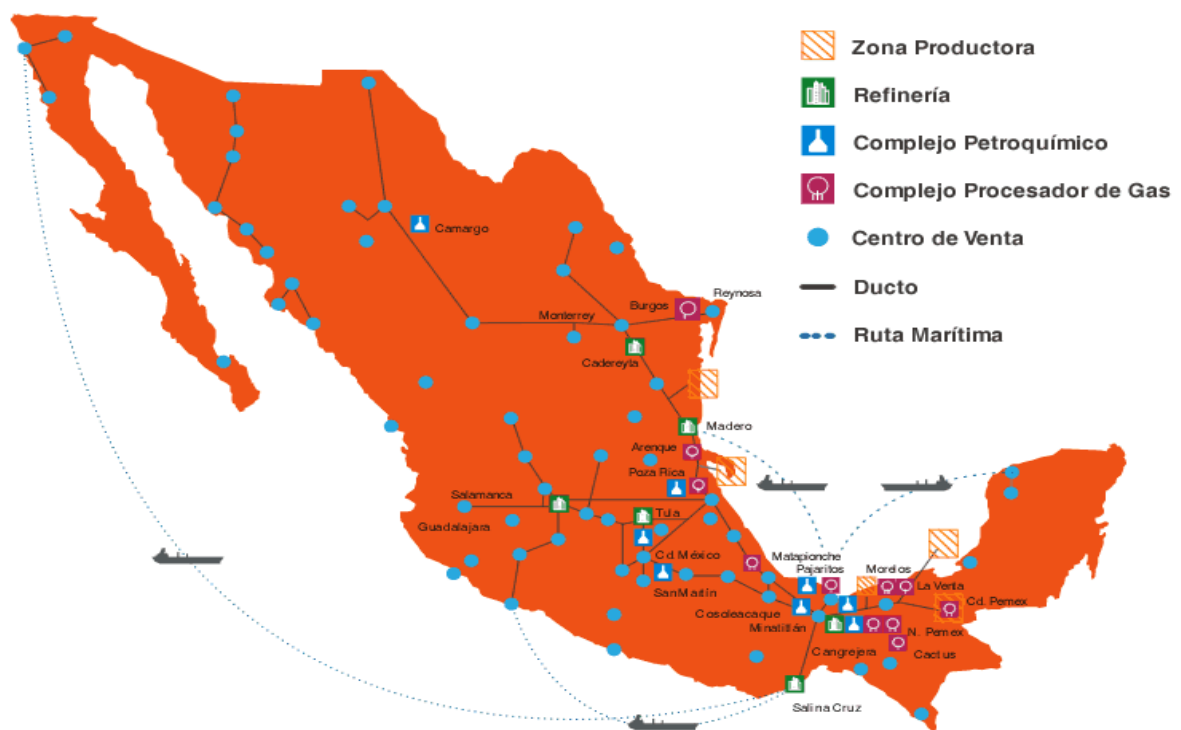 Zona Productora
Refinería
Complejo Petroquímico
Complejo Procesador de Gas
Centro de Venta
Ducto
Ruta Marítima
Camargo
Reynosa
Burgos
Monterrey
Cadereyta
Madero
Arenque
Poza Rica
Salamanca
Tula
Guadalajara
Cd. México
Matapionche
Pajaritos
Morelos
La Venta
San Martín
Cd. Pemex
Cosoleacaque
Minatitlán
N. Pemex
Cangrejera
Cactus
Salina Cruz